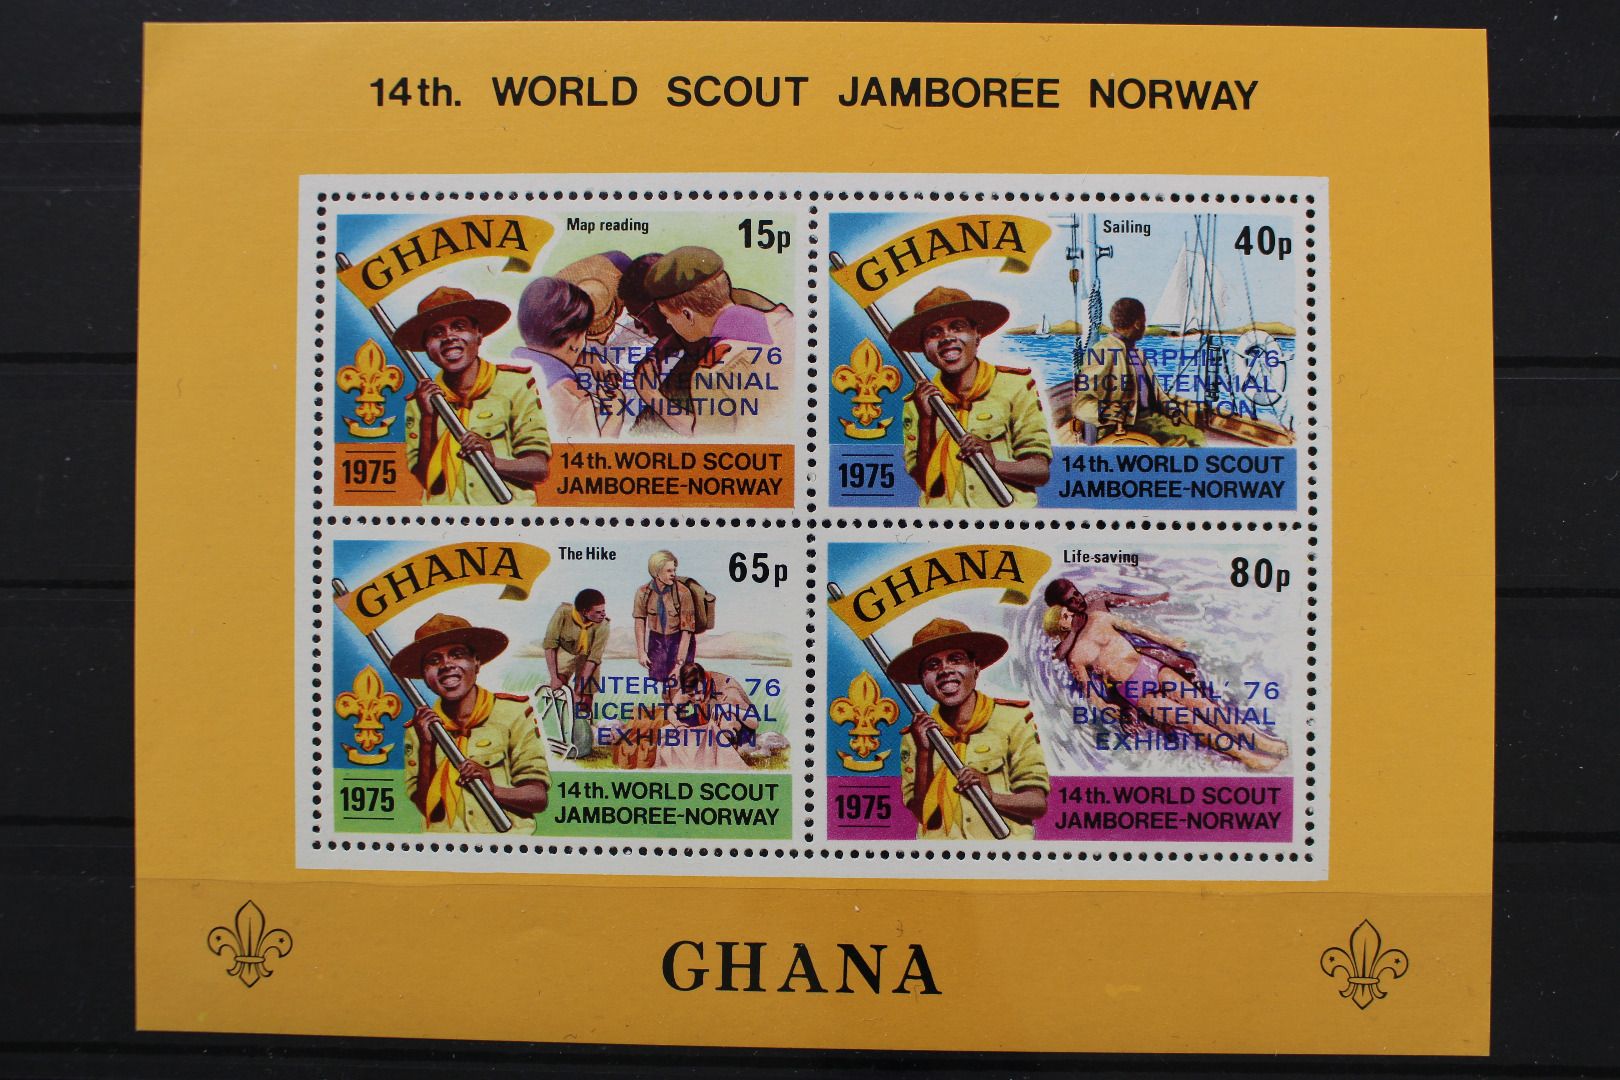 14th. WORLD SCOUT JAMBOREE NORWAY
GHANA
Map reading
15p
'INTERPHIL' 76
BICENTENNIAL
EXHIBITION
1975
14th. WORLD SCOUT
JAMBOREE-NORWAY
GHANA
Sailing
40p
'INTERPHIL' 76
BICENTENNIAL
EXHIBITION
1975
14th. WORLD SCOUT
JAMBOREE-NORWAY
GHANA
The Hike
65p
'INTERPHIL' 76
BICENTENNIAL
EXHIBITION
1975
14th. WORLD SCOUT
JAMBOREE-NORWAY
GHANA
Life-saving
80p
'INTERPHIL' 76
BICENTENNIAL
EXHIBITION
1975
14th. WORLD SCOUT
JAMBOREE-NORWAY
GHANA